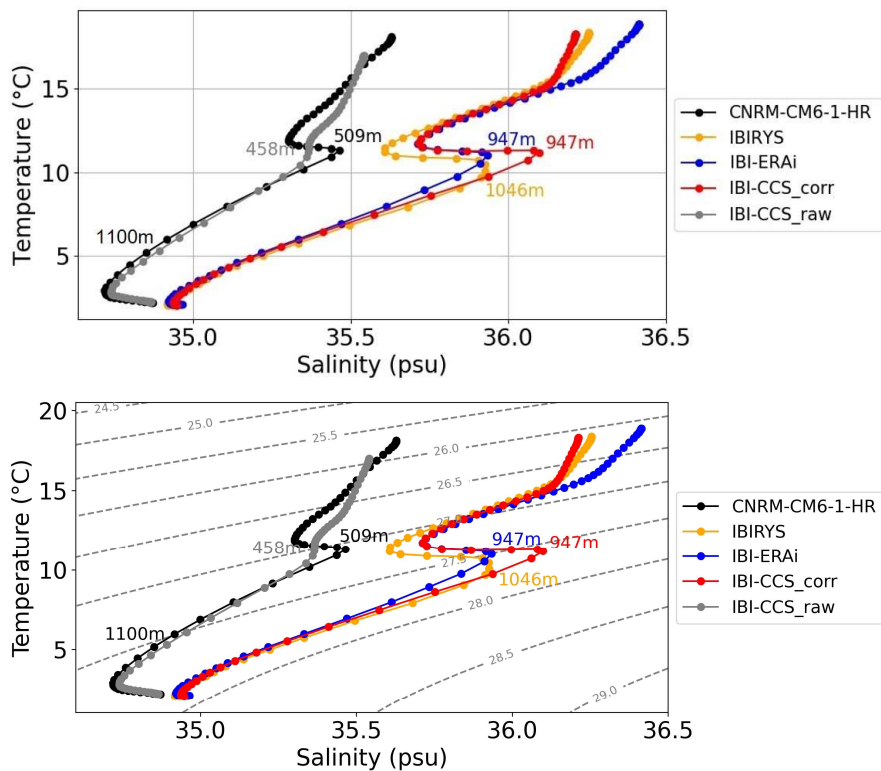 15
10
5
Temperature (°C)
458m
509m
947m
947m
1046m
1100m
35.0 35.5 36.0 36.5
Salinity (psu)
CNRM-CM6-1-HR
IBIRYS
IBI-ERAi
IBI-CCS_corr
IBI-CCS_raw
20
15
10
5
Temperature (°C)
24.5
25.0
25.5
26.0
26.5
27.5
28.0
28.5
29.0
458m
509m
947m
947m
1046m
1100m
35.0 35.5 36.0 36.5
Salinity (psu)
CNRM-CM6-1-HR
IBIRYS
IBI-ERAi
IBI-CCS_corr
IBI-CCS_raw